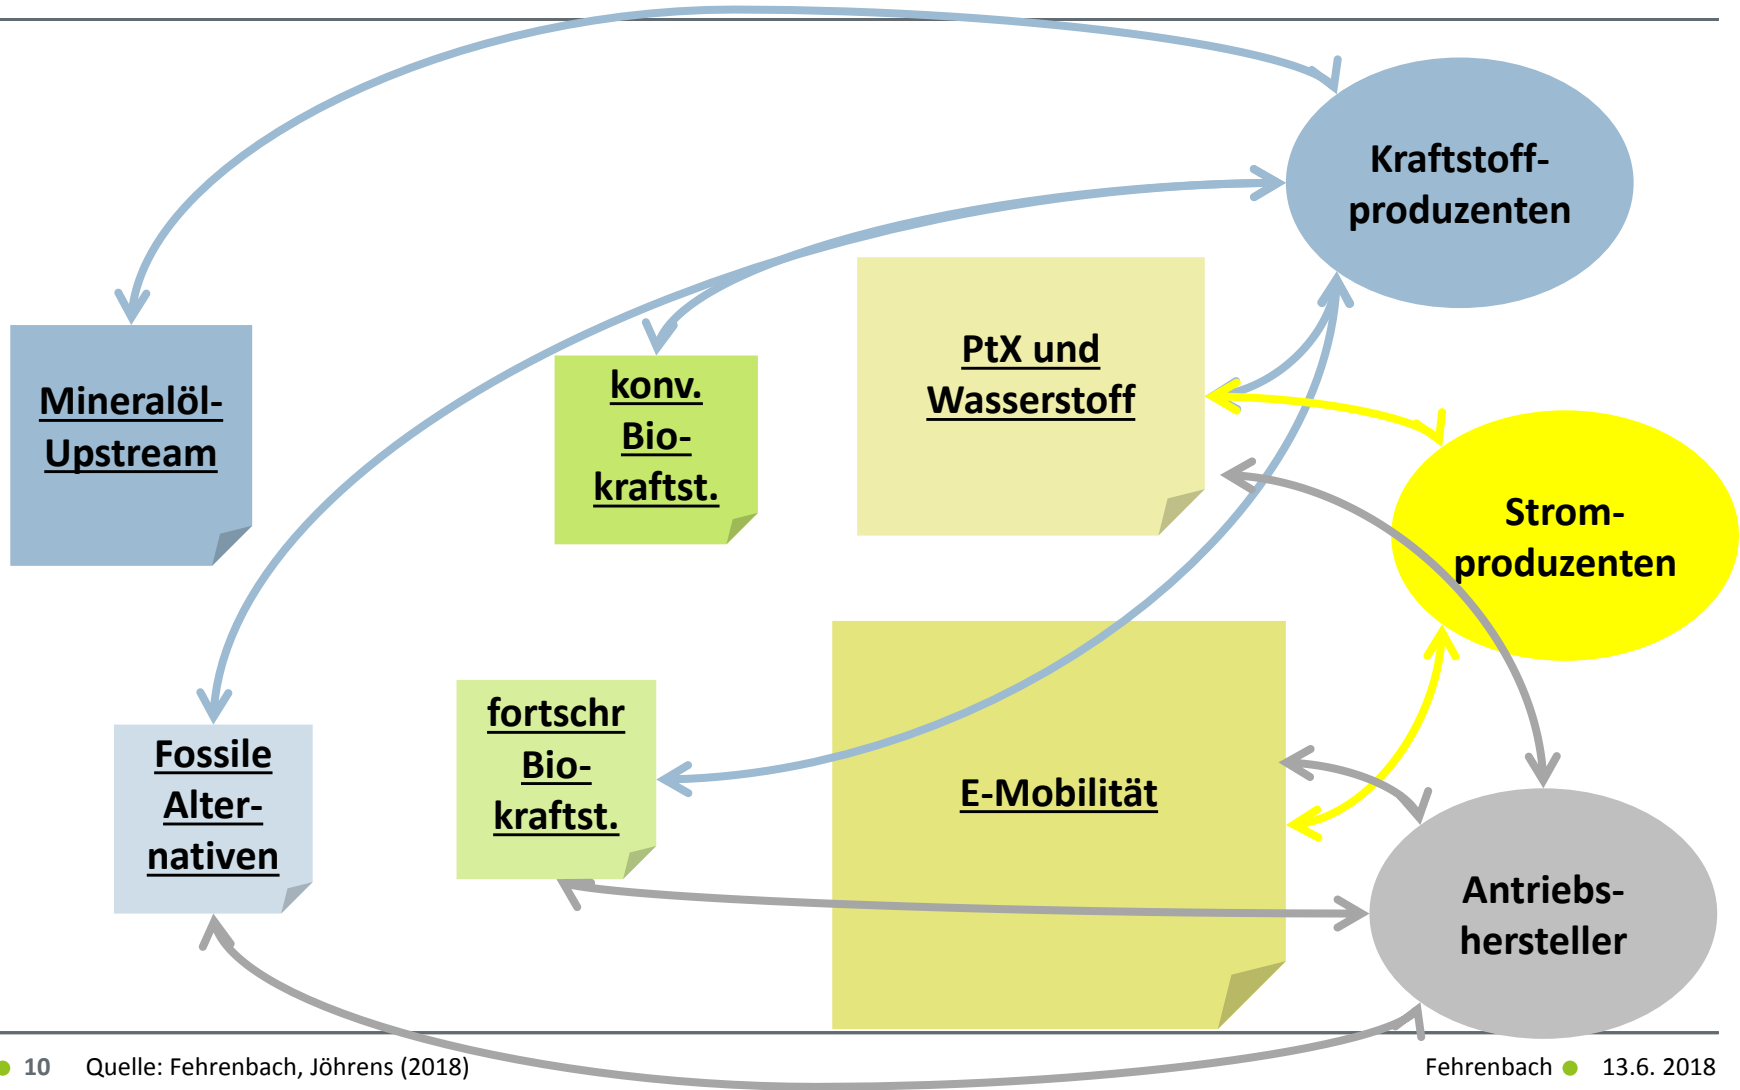 Kraftstoff-
produzenten
Mineralöl-
Upstream
konv.
Bio-
kraftst.
PtX und
Wasserstoff
Strom-
produzenten
Fossile
Alter-
nativen
fortschr
Bio-
kraftst.
E-Mobilität
Antriebs-
hersteller
10 Quelle: Fehrenbach, Jöhrens (2018)
Fehrenbach 13.6. 2018